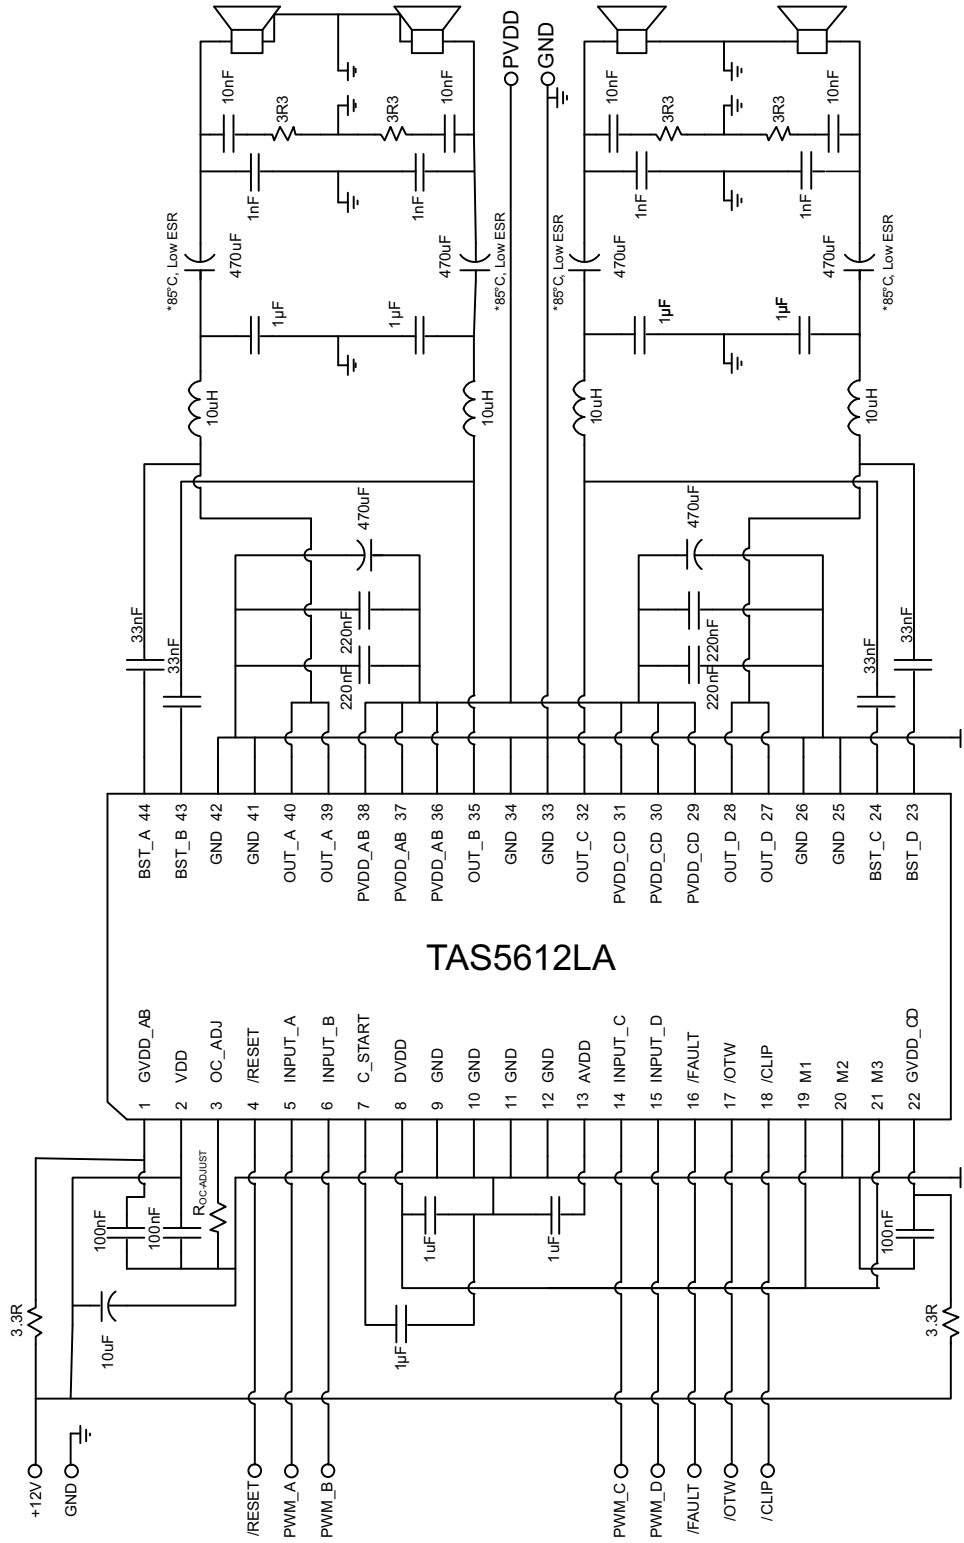 PVDD
GND
10nF
3R3
3R3
10nF
10nF
3R3
3R3
10nF
1nF
1nF
1nF
1nF
*85°C, Low ESR
470uF
*85°C, Low ESR
*85°C, Low ESR
470uF
470uF
470uF
*85°C, Low ESR
1µF
1µF
1µF
1µF
10uH
10uH
10uH
10uH
470uF
470uF
33nF
33nF
220nF
220nF
220nF
220nF
33nF
33nF
BST_A 44
BST_B 43
GND 42
GND 41
OUT_A 40
OUT_A 39
PVDD_AB 38
PVDD_AB 37
PVDD_AB 36
OUT_B 35
GND 34
GND 33
OUT_C 32
PVDD_CD 31
PVDD_CD 30
PVDD_CD 29
OUT_D 28
OUT_D 27
GND 26
GND 25
BST_C 24
BST_D 23
TAS5612LA
1 GVDD_AB
2 VDD
3 OC_ADJ
4 /RESET
5 INPUT_A
6 INPUT_B
7 C_START
8 DVDD
9 GND
10 GND
11 GND
12 GND
13 AVDD
14 INPUT_C
15 INPUT_D
16 /FAULT
17 /OTW
18 /CLIP
19 M1
20 M2
21 M3
22 GVDD_CD
100nF
100nF
ROC-ADJUST
1uF
1uF
100nF
3.3R
10uF
1µF
3.3R
+12V
GND
/RESET
PWM_A
PWM_B
PWM_C
PWM_D
/FAULT
/OTW
/CLIP